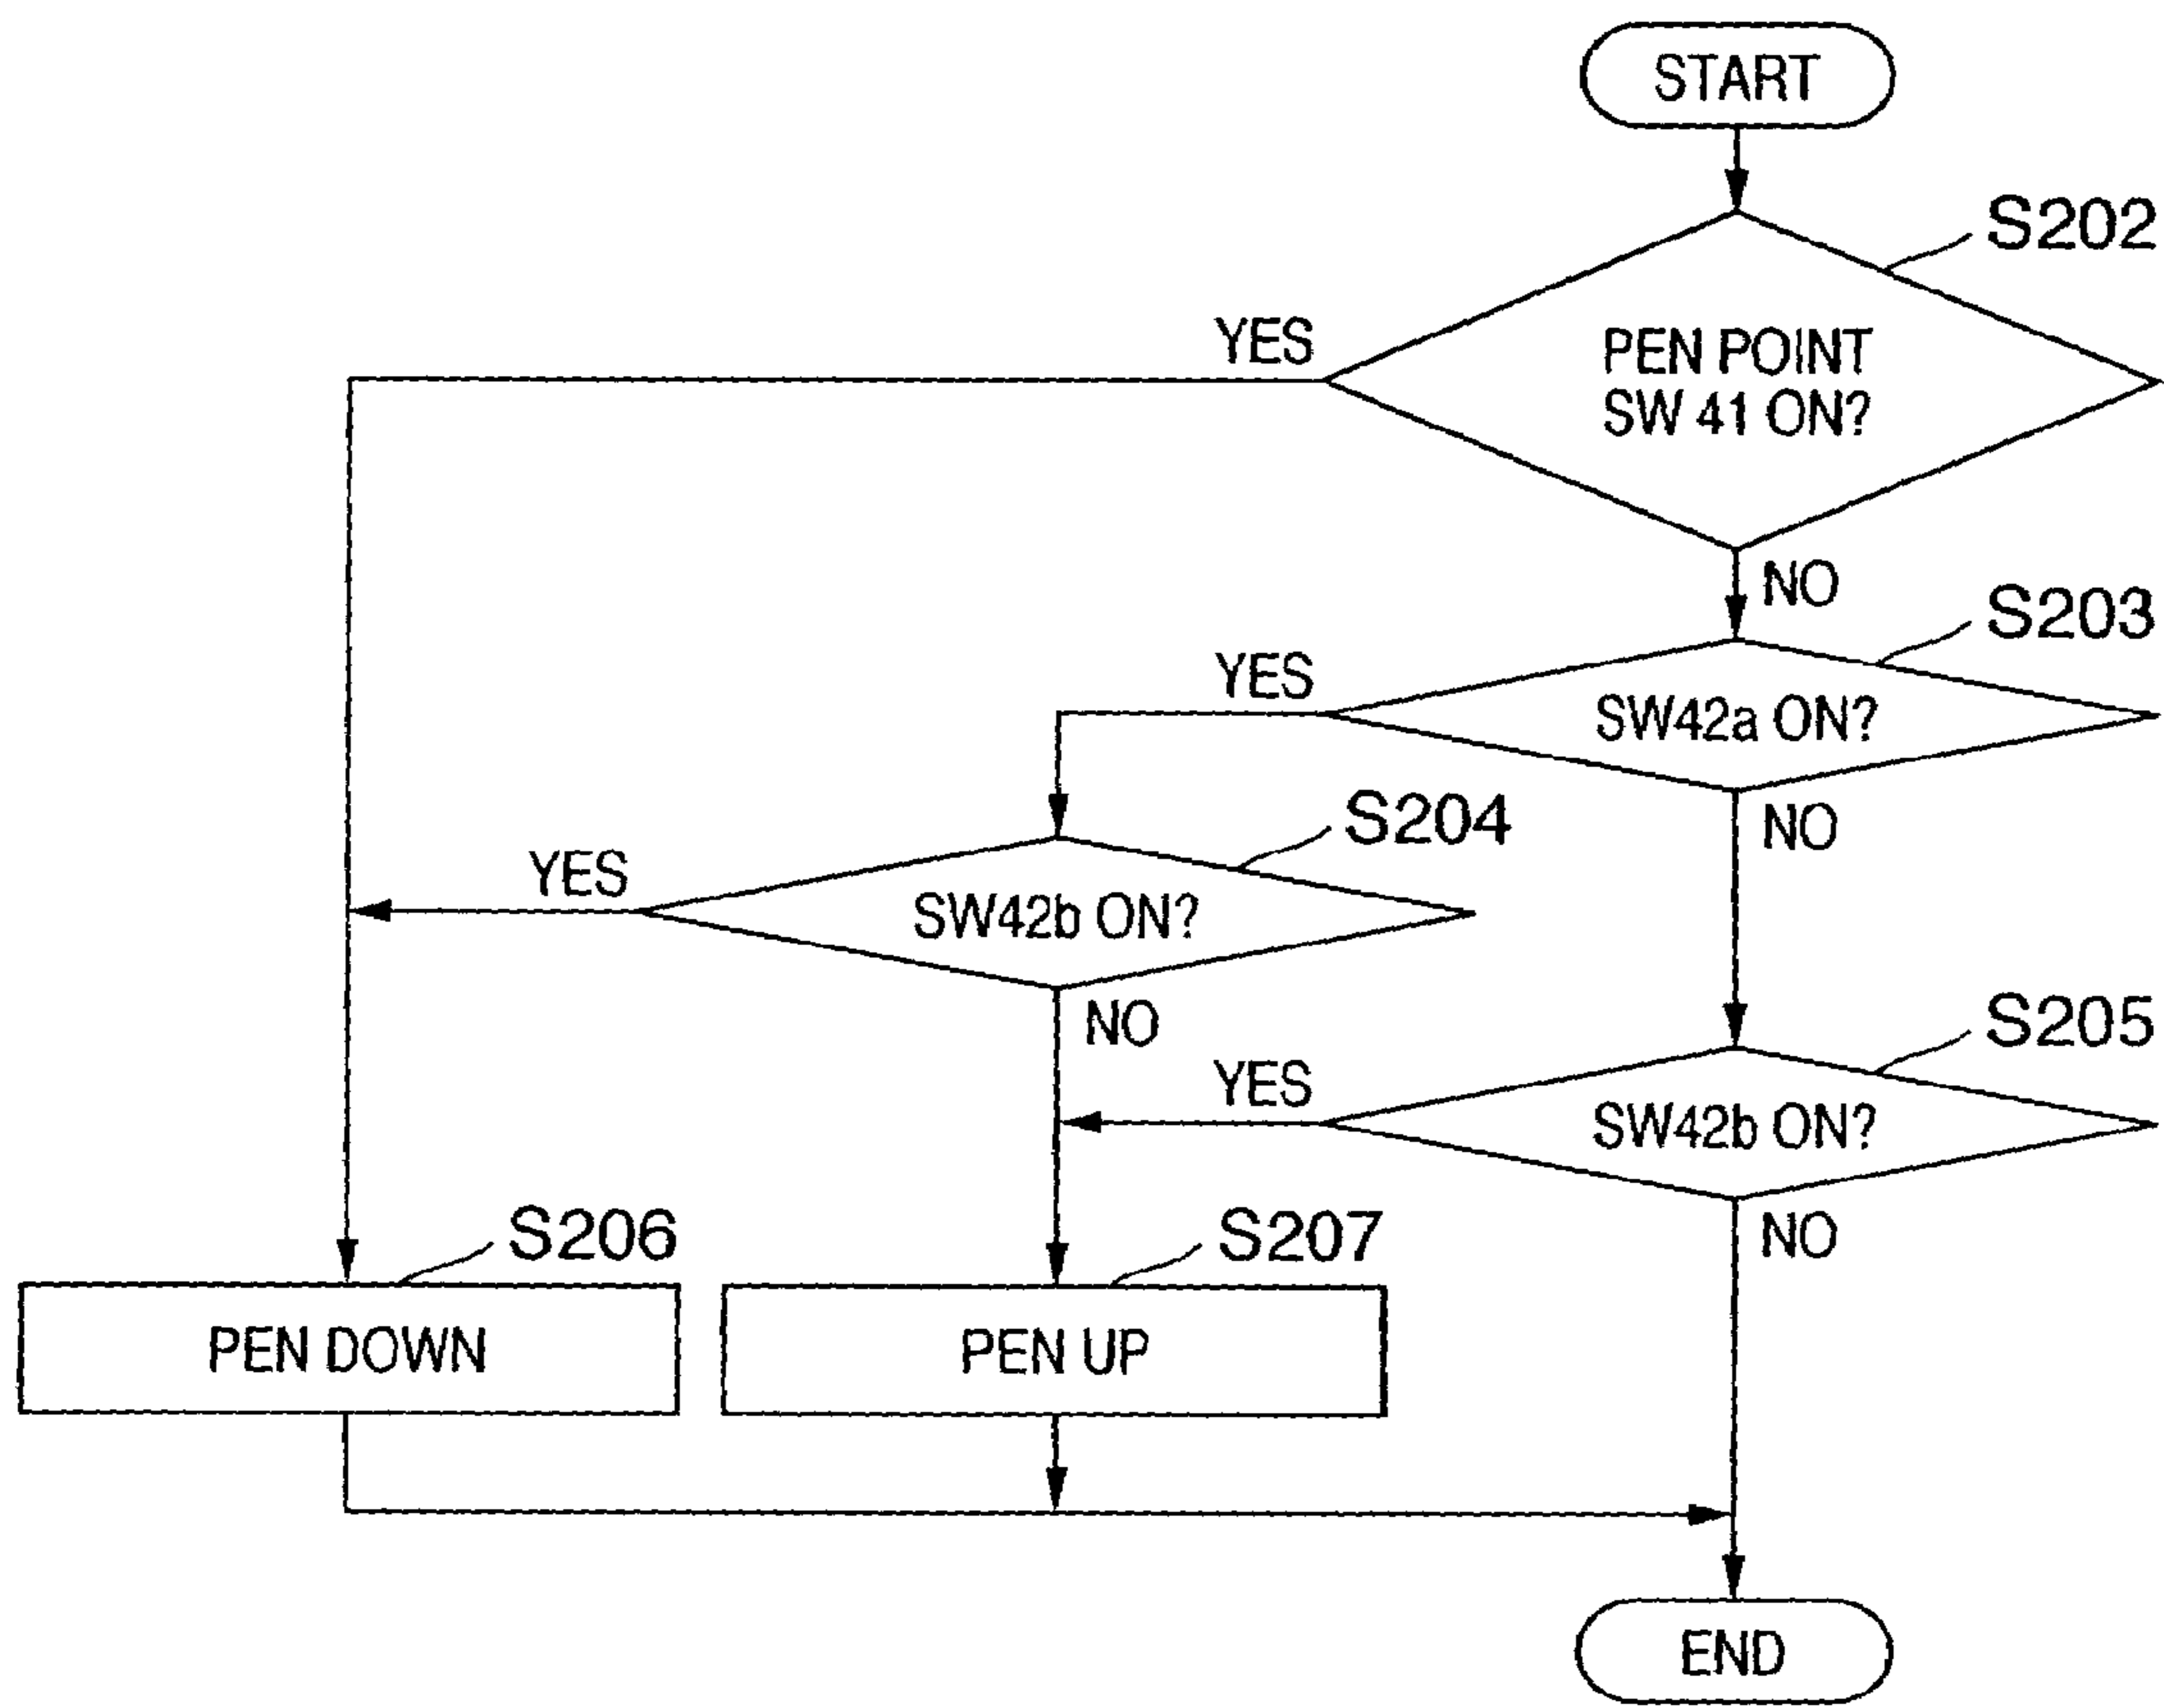 START
S202
YES
PEN POINT
SW 41 ON?
NO
S203
YES
SW42a ON?
NO
S204
YES
SW42b ON?
NO
S205
YES
SW42b ON?
NO
S206
S207
PEN DOWN
PEN UP
END